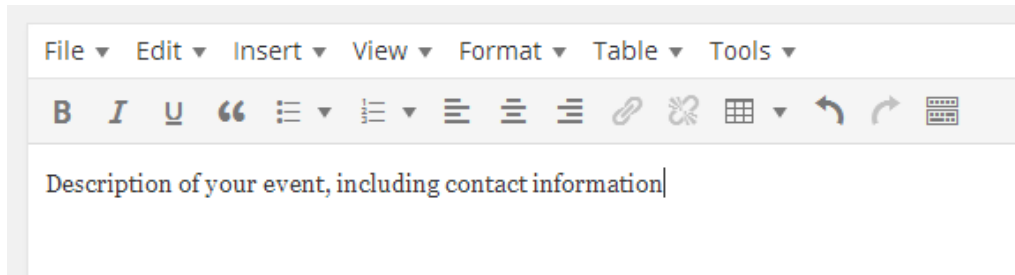 File Edit Insert View Format Table Tools
B I U
Description of your event, including contact information